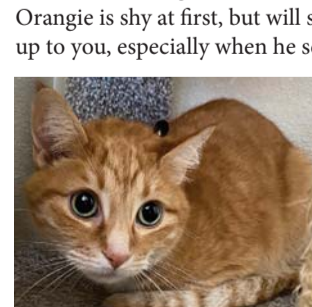 Orangie is shy at first, but will
up to you, especially when he